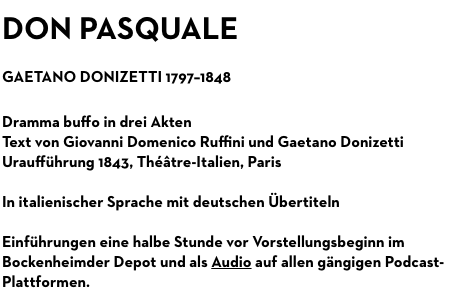 DON PASQUALE
GAETANO DONIZETTI 1797–1848
Dramma buffo in drei Akten
Text von Giovanni Domenico Ruffini und Gaetano Donizetti
Uraufführung 1843, Théâtre-Italien, Paris
In italienischer Sprache mit deutschen Übertiteln
Einführungen eine halbe Stunde vor Vorstellungsbeginn im
Bockenheimder Depot und als Audio auf allen gängigen Podcast-
Plattformen.